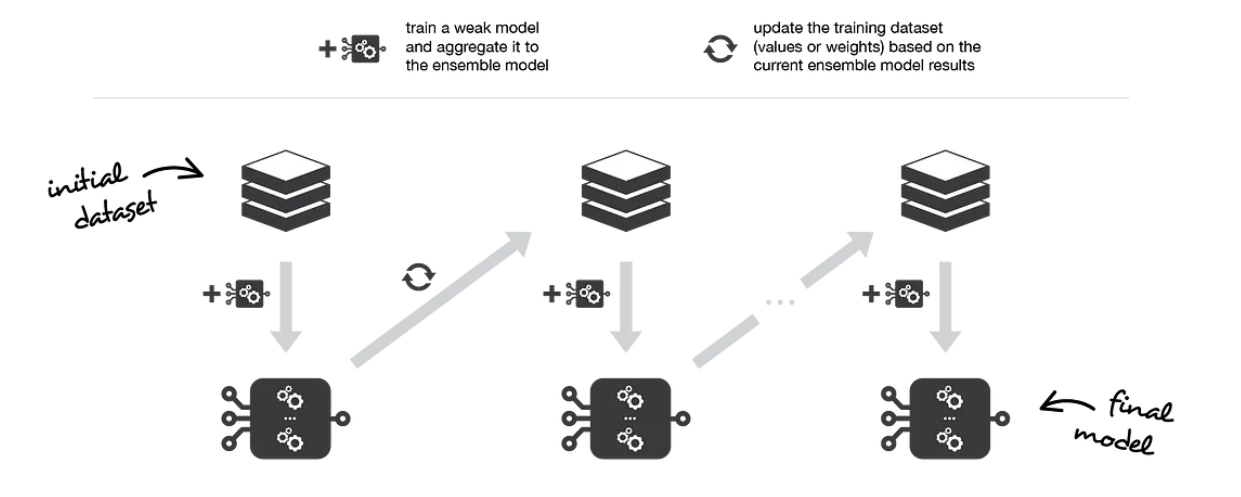 train a weak model
and aggregate it to
the ensemble model
update the training dataset
(values or weights) based on the
current ensemble model results
initial
dataset
...
final
model